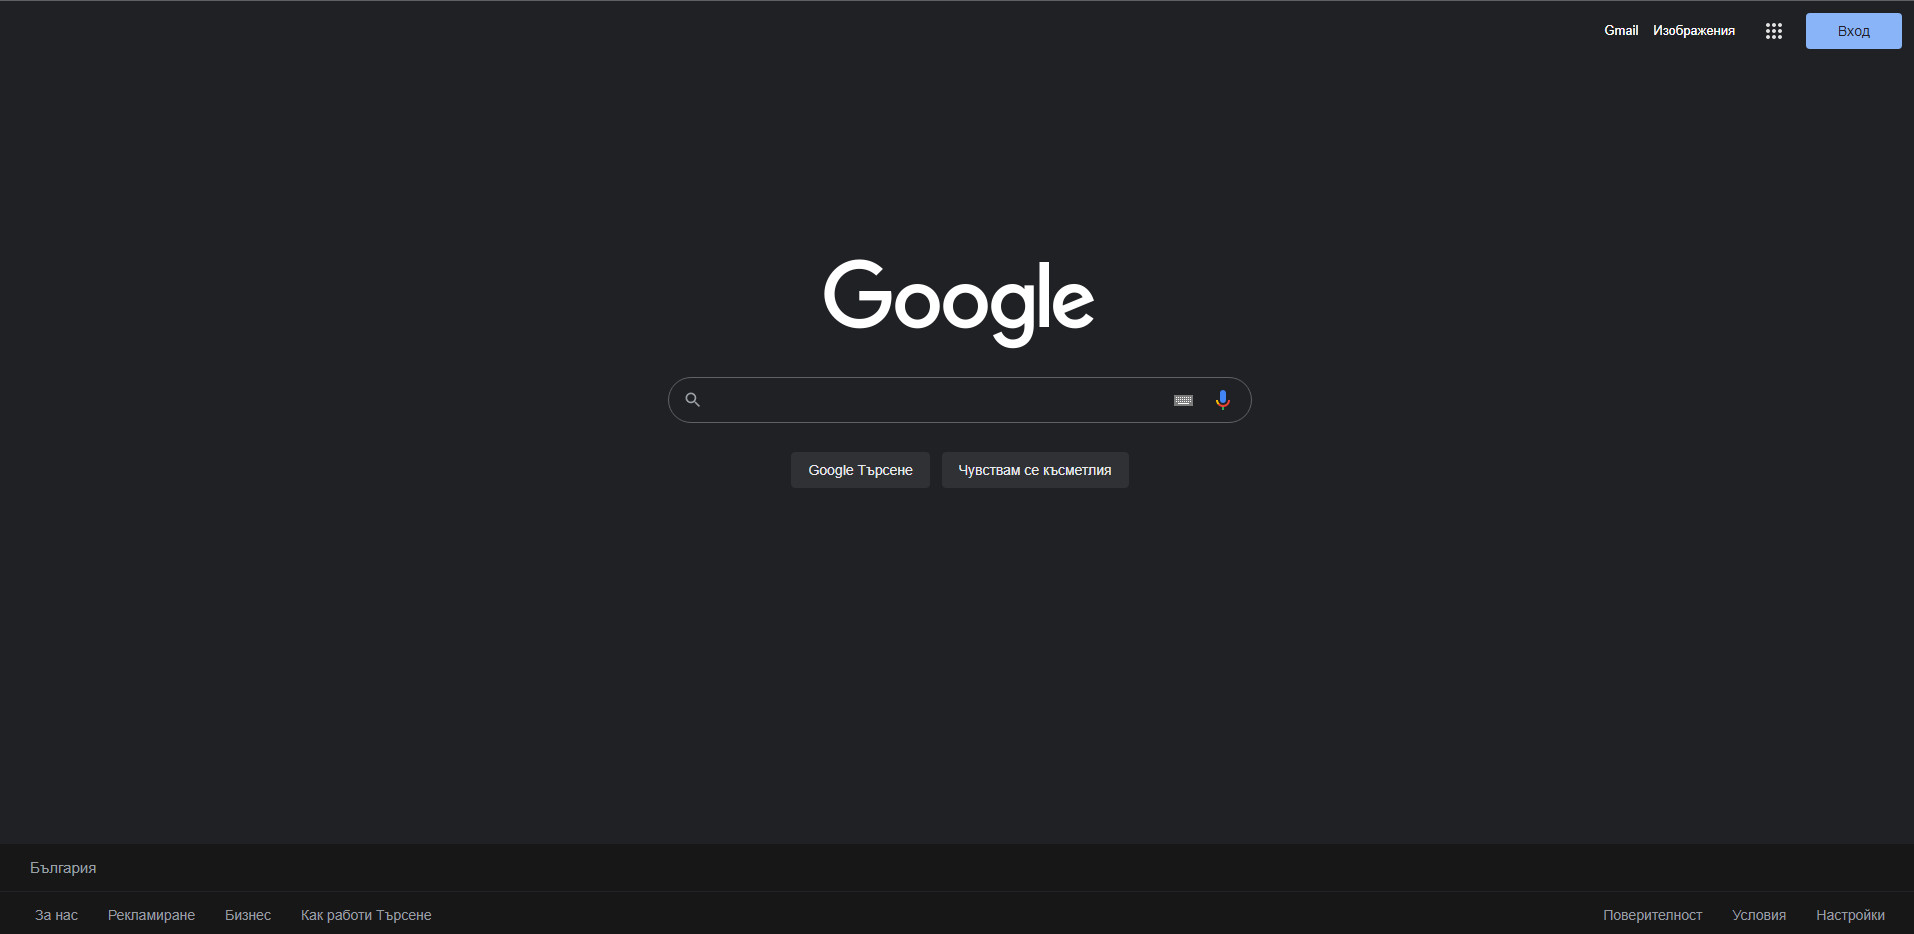 Gmail Изображения Вход
Google
Google Търсене Чувствам се късметлия
България
За нас Рекламиране Бизнес Как работи Търсене Поверителност Условия Настройки